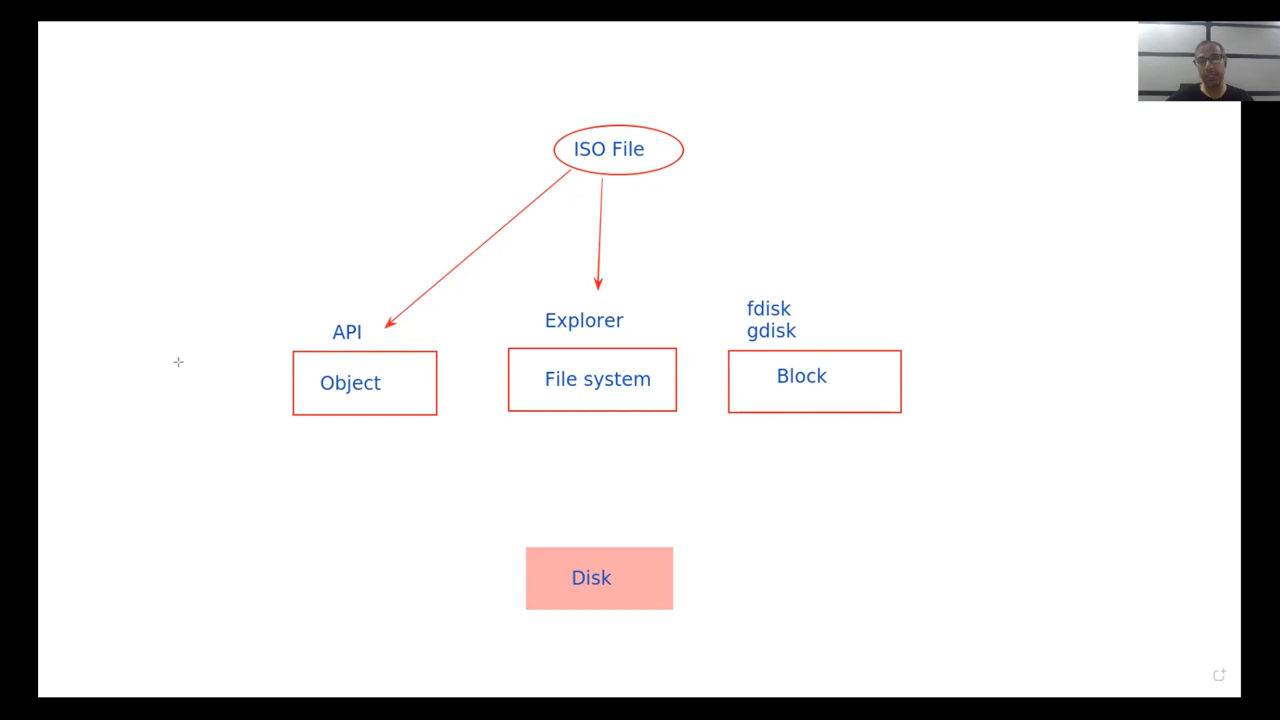 ISO File
API
Explorer
fdisk
gdisk
Object
File system
Block
Disk